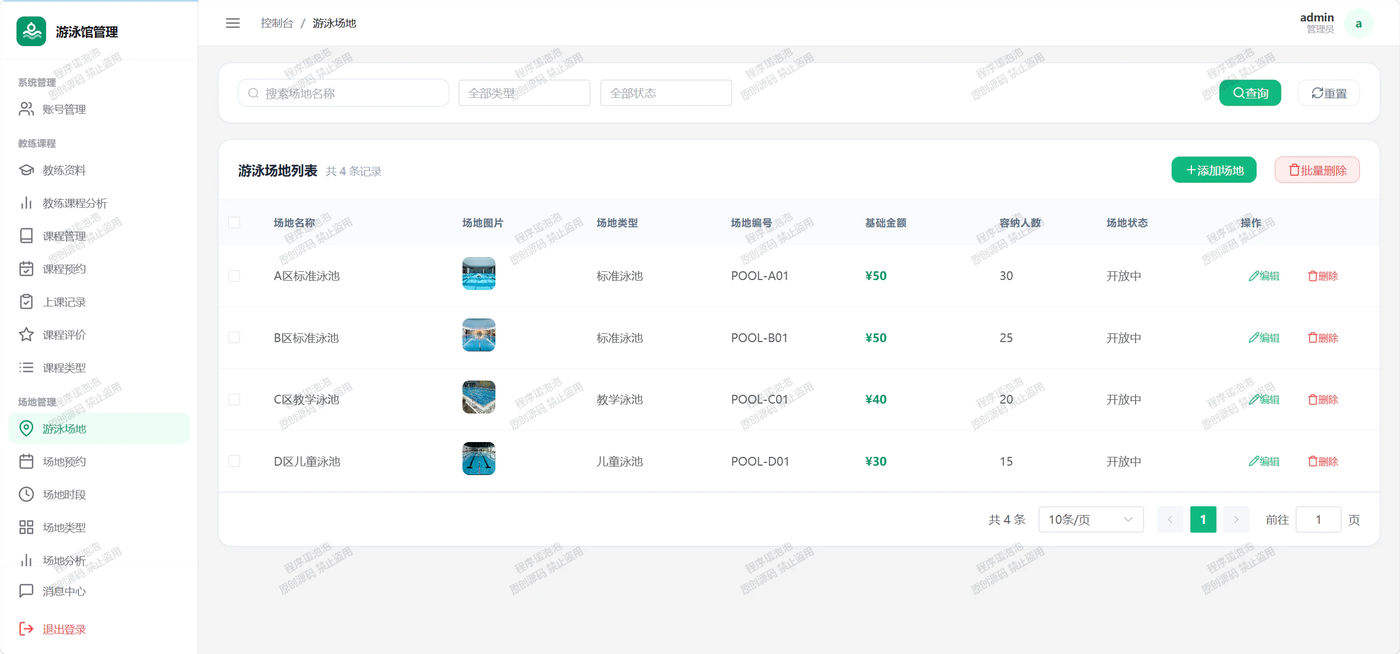 游泳馆管理
系统管理
账号管理
教练课程
教练资料
教练课程分析
课程管理
课程预约
上课记录
课程评价
课程类型
场地管理
游泳场地
场地预约
场地时段
场地类型
场地分析
消息中心
退出登录
控制台 / 游泳场地
admin
管理员
a
搜索场地名称 全部类型 全部状态 查询 重置
游泳场地列表 共 4 条记录 +添加场地 批量删除
场地名称 场地图片 场地类型 场地编号 基础金额 容纳人数 场地状态 操作
A区标准泳池 标准泳池 POOL-A01 ¥50 30 开放中 编辑 删除
B区标准泳池 标准泳池 POOL-B01 ¥50 25 开放中 编辑 删除
C区教学泳池 教学泳池 POOL-C01 ¥40 20 开放中 编辑 删除
D区儿童泳池 儿童泳池 POOL-D01 ¥30 15 开放中 编辑 删除
共 4 条 10条/页 1 前往 1 页